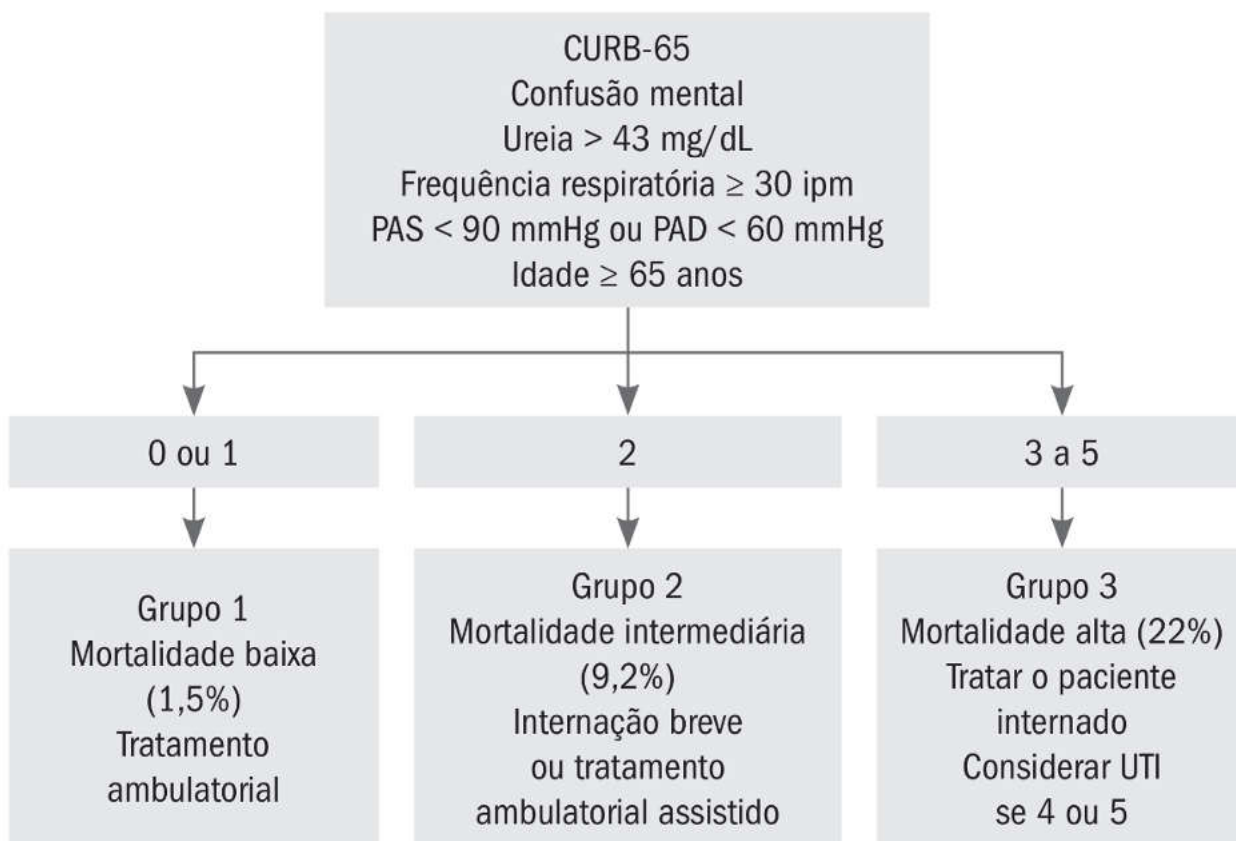 CURB-65
Confusão mental
Ureia > 43 mg/dL
Frequência respiratória ≥ 30 ipm
PAS < 90 mmHg ou PAD < 60 mmHg
Idade ≥ 65 anos
0 ou 1
2
3 a 5
Grupo 1
Mortalidade baixa
(1,5%)
Tratamento
ambulatorial
Grupo 2
Mortalidade intermediária
(9,2%)
Internação breve
ou tratamento
ambulatorial assistido
Grupo 3
Mortalidade alta (22%)
Tratar o paciente
internado
Considerar UTI
se 4 ou 5